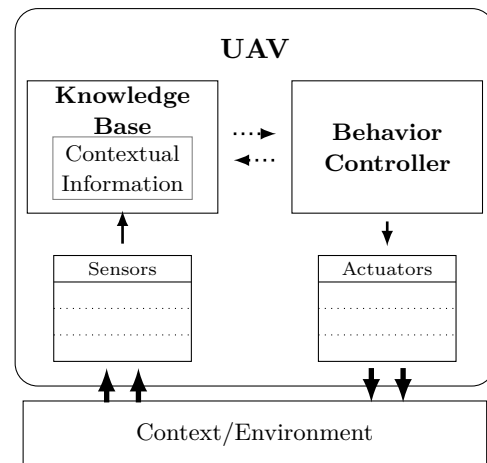 UAV
Knowledge
Base
Contextual
Information
Behavior
Controller
Sensors
Actuators
Context/Environment